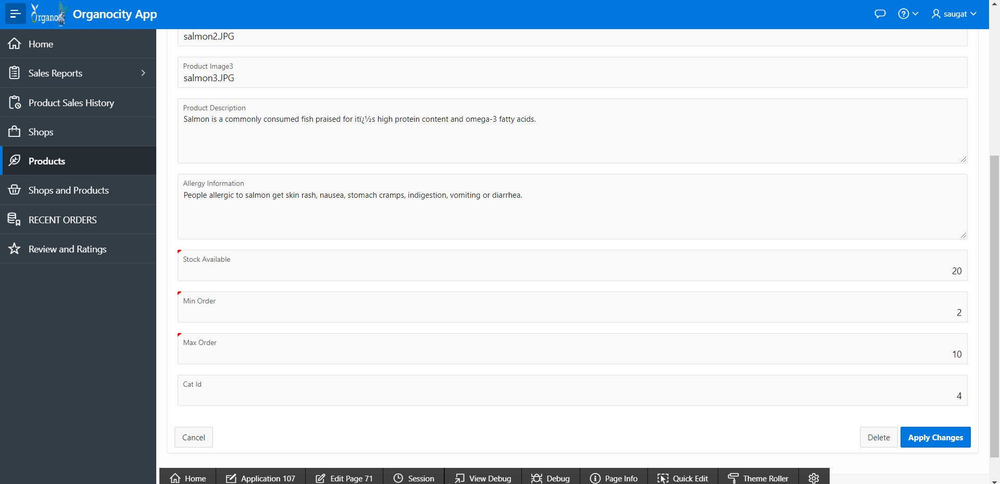 Organo
Organocity App
saugat
Home
Sales Reports
Product Sales History
Shops
Products
Shops and Products
RECENT ORDERS
Review and Ratings
salmon2.JPG
Product Image3
salmon3.JPG
Product Description
Salmon is a commonly consumed fish praised for itï¿½s high protein content and omega-3 fatty acids.
Allergy Information
People allergic to salmon get skin rash, nausea, stomach cramps, indigestion, vomiting or diarrhea.
Stock Available
20
Min Order
2
Max Order
10
Cat Id
4
Cancel
Delete
Apply Changes
Home
Application 107
Edit Page 71
Session
View Debug
Debug
Page Info
Quick Edit
Theme Roller